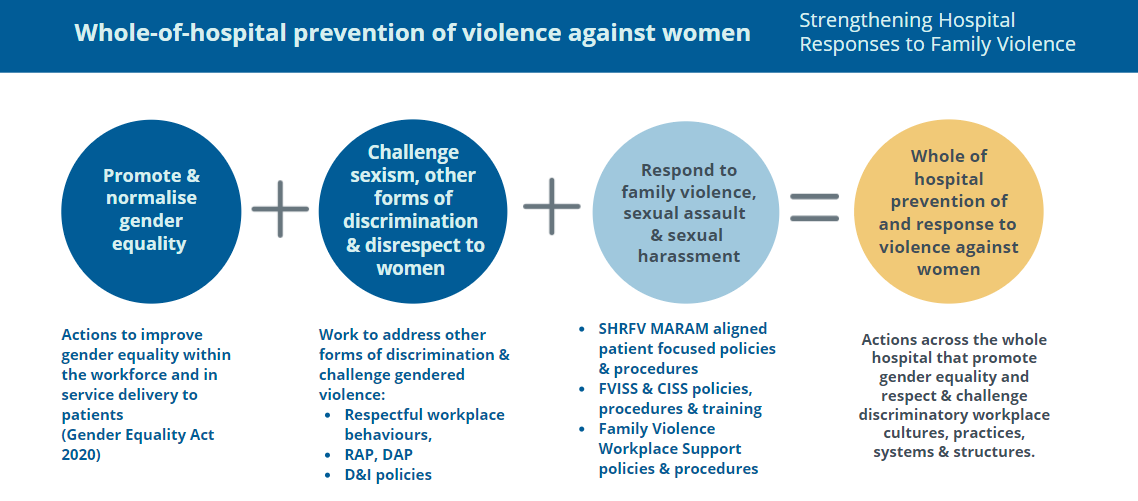 Whole-of-hospital prevention of violence against women
Strengthening Hospital
Responses to Family Violence
Promote &
normalise
gender
equality
Challenge
sexism, other
forms of
discrimination
& disrespect to
women
Respond to
family violence,
sexual assault
& sexual
harassment
Whole of
hospital
prevention of
and response to
violence against
women
Actions to improve
gender equality within
the workforce and in
service delivery to
patients
(Gender Equality Act
2020)
Work to address other
forms of discrimination &
challenge gendered
violence:
• Respectful workplace
behaviours,
• RAP, DAP
• D&I policies
• SHRFV MARAM aligned
patient focused policies
& procedures
• FVISS & CISS policies,
procedures & training
• Family Violence
Workplace Support
policies & procedures
Actions across the whole
hospital that promote
gender equality and
respect & challenge
discriminatory workplace
cultures, practices,
systems & structures.